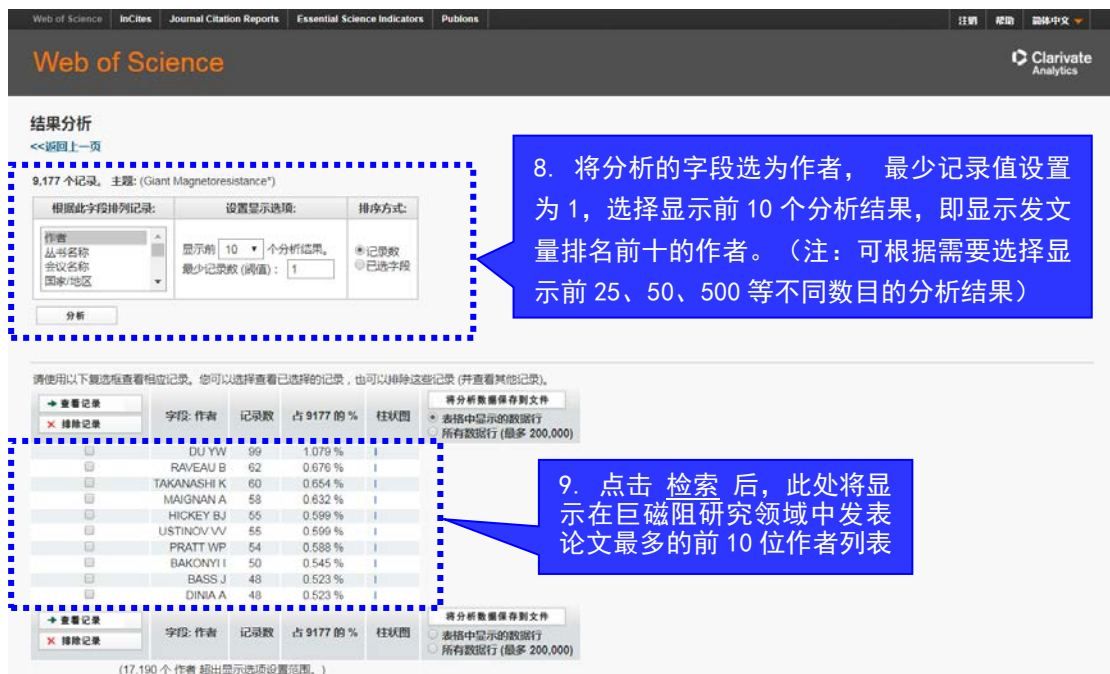 Web of Science InCites Journal Citation Reports Essential Science Indicators Publons 注销 帮助 简体中文
Web of Science
Clarivate
Analytics
结果分析
<<返回上一页
9,177 个记录。 主题: (Giant Magnetoresistance*)
根据此字段排列记录: 设置显示选项: 排序方式:
作者
丛书名称
会议名称
国家/地区
显示前 10 个分析结果。
最少记录数 (阈值): 1
记录数
已选字段
分析
8. 将分析的字段选为作者, 最少记录值设置
为 1, 选择显示前 10 个分析结果, 即显示发文
量排名前十的作者。(注: 可根据需要选择显
示前 25、50、500 等不同数目的分析结果)
请使用以下复选框查看相应记录。您可以选择查看已选择的记录, 也可以排除这些记录 (并查看其他记录)。
查看记录
排除记录
字段: 作者 记录数 占 9177 的 % 柱状图
将分析数据保存到文件
表格中显示的数据行
所有数据行 (最多 200,000)
DU YW 99 1.079 %
RAVEAU B 62 0.676 %
TAKANASHI K 60 0.654 %
MAIGNAN A 58 0.632 %
HICKEY BJ 55 0.599 %
USTINOV VV 55 0.599 %
PRATT WP 54 0.588 %
BAKONYI I 50 0.545 %
BASS J 48 0.523 %
DINIA A 48 0.523 %
9. 点击 检索 后, 此处将显
示在巨磁阻研究领域中发表
论文最多的前 10 位作者列表
查看记录
排除记录
字段: 作者 记录数 占 9177 的 % 柱状图
将分析数据保存到文件
表格中显示的数据行
所有数据行 (最多 200,000)
(17,190 个 作者 超出显示选项设置范围。)